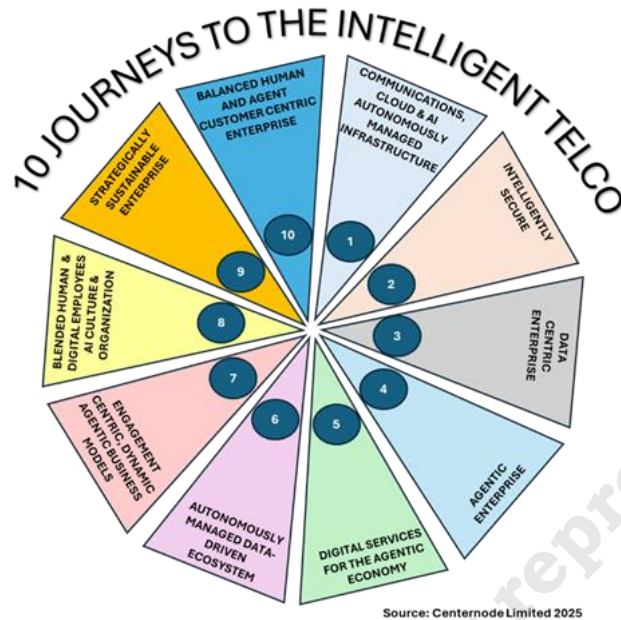 10 JOURNEYS TO THE INTELLIGENT TELCO
COMMUNICATIONS,
CLOUD & AI
AUTONOMOUSLY
MANAGED
INFRASTRUCTURE
1
INTELLIGENTLY
SECURE
2
DATA
CENTRIC
ENTERPRISE
3
AGENTIC
ENTERPRISE
4
DIGITAL SERVICES
FOR THE AGENTIC
ECONOMY
5
AUTONOMOUSLY
MANAGED DATA-
DRIVEN
ECOSYSTEM
6
ENGAGEMENT
CENTRIC, DYNAMIC
AGENTIC BUSINESS
MODELS
7
BLENDED HUMAN &
DIGITAL EMPLOYEES
AI CULTURE &
ORGANIZATION
8
STRATEGICALLY
SUSTAINABLE
ENTERPRISE
9
BALANCED HUMAN
AND AGENT
CUSTOMER CENTRIC
ENTERPRISE
10
Source: Centernode Limited 2025